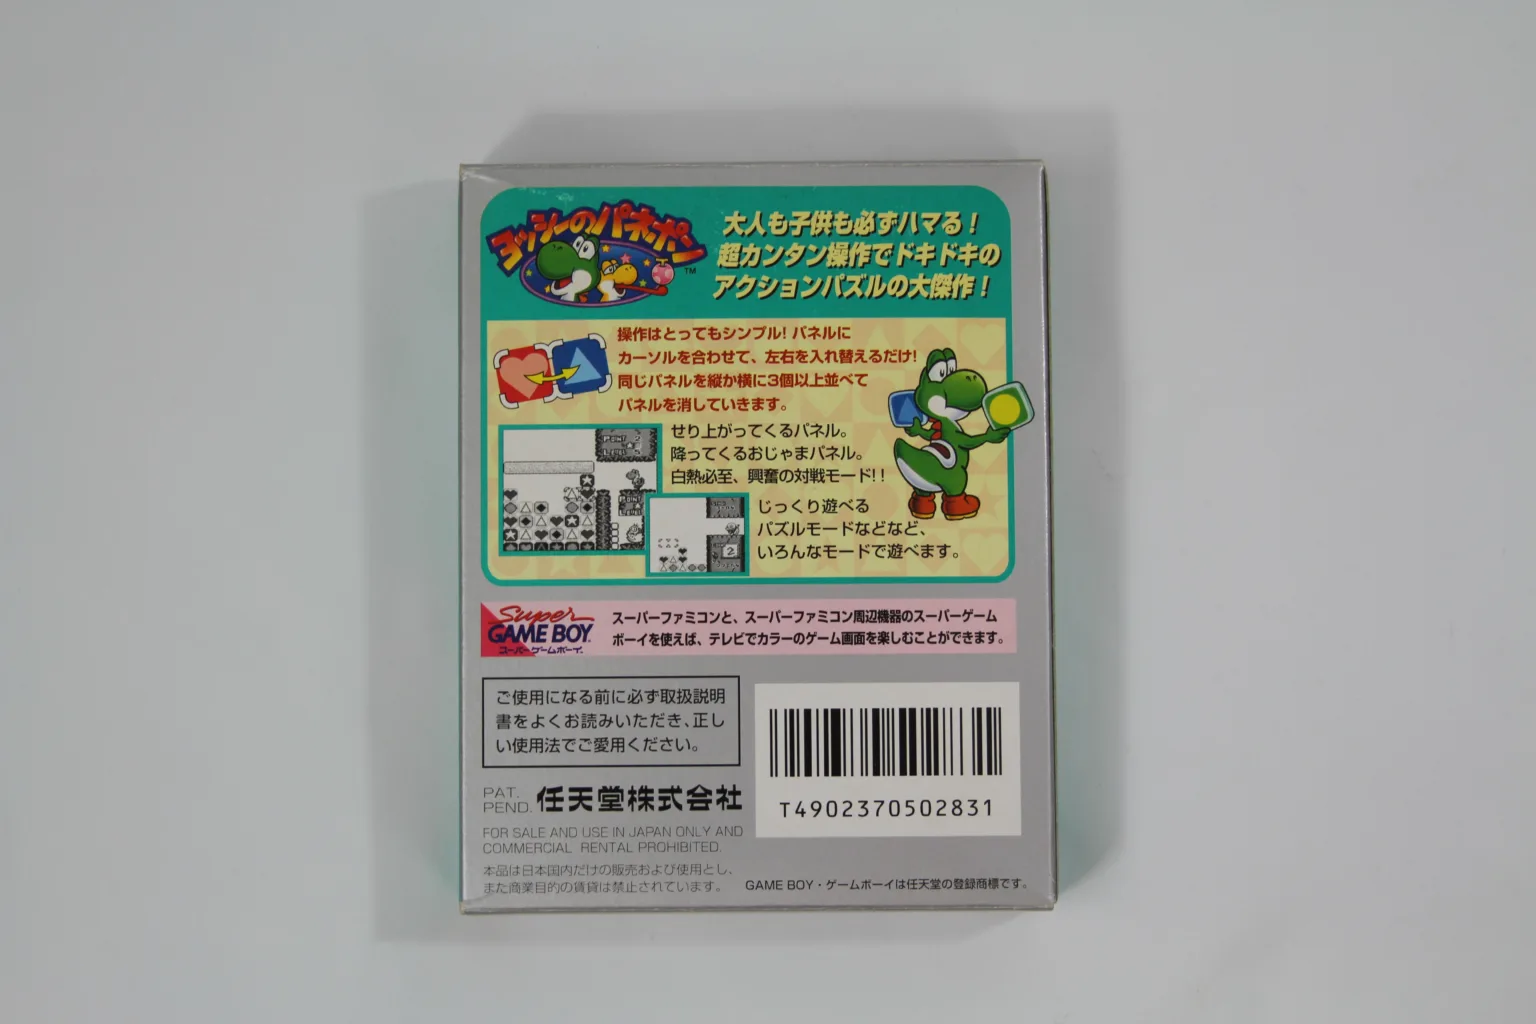 ヨッシーのパネポン
TM
大人も子供も必ずハマる！
超カンタン操作でドキドキの
アクションパズルの大傑作！
操作はとってもシンプル！パネルに
カーソルを合わせて、左右を入れ替えるだけ！
同じパネルを縦か横に3個以上並べて
パネルを消していきます。
せり上がってくるパネル。
降ってくるおじゃまパネル。
白熱必至、興奮の対戦モード！！
じっくり遊べる
パズルモードなどなど、
いろんなモードで遊べます。
Super
GAME BOY
スーパーゲームボーイ
スーパーファミコンと、スーパーファミコン周辺機器のスーパーゲーム
ボーイを使えば、テレビでカラーのゲーム画面を楽しむことができます。
ご使用になる前に必ず取扱説明
書をよくお読みいただき、正し
い使用法でご愛用ください。
PAT.
PEND. 任天堂株式会社
FOR SALE AND USE IN JAPAN ONLY AND
COMMERCIAL RENTAL PROHIBITED.
本品は日本国内だけの販売および使用とし、
また商業目的の賃貸は禁止されています。
T4902370502831
GAME BOY・ゲームボーイは任天堂の登録商標です。